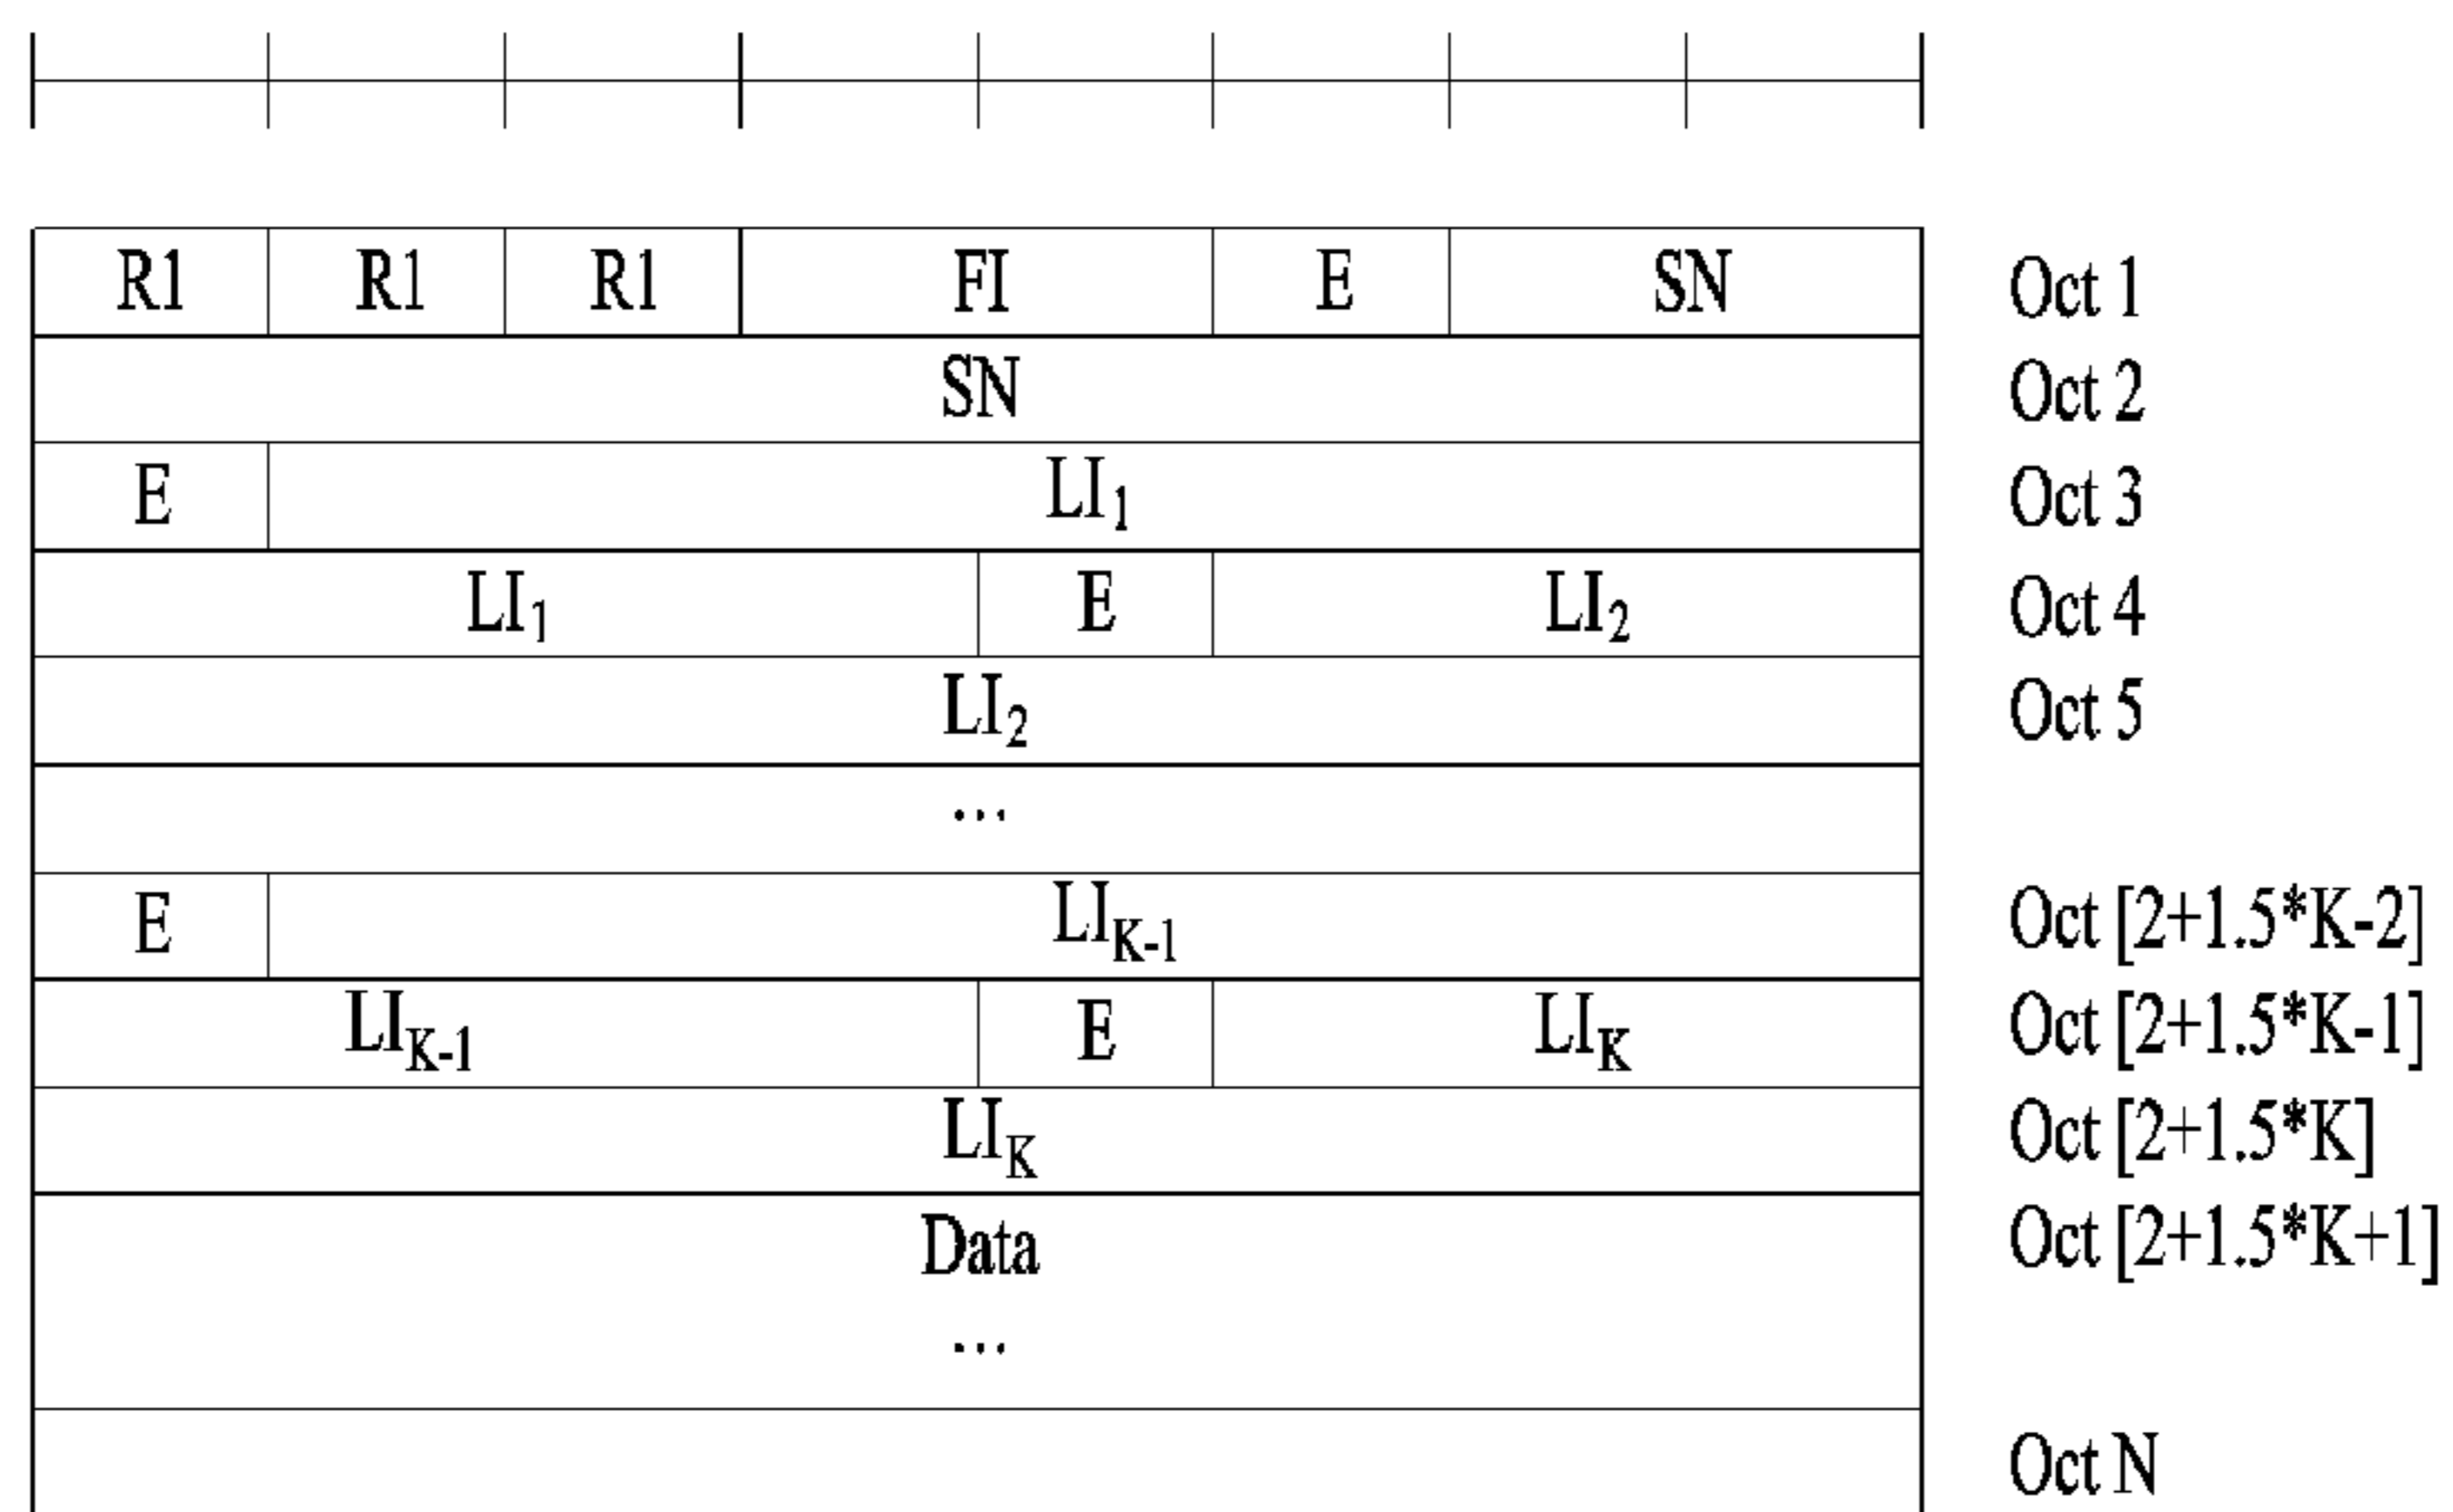 R1 R1 R1 FI E SN Oct 1
SN Oct 2
E LI1 Oct 3
LI1 E LI2 Oct 4
LI2 Oct 5
...
E LIK-1 Oct [2+1.5*K-2]
LIK-1 E LIK Oct [2+1.5*K-1]
LIK Oct [2+1.5*K]
Data Oct [2+1.5*K+1]
...
Oct N